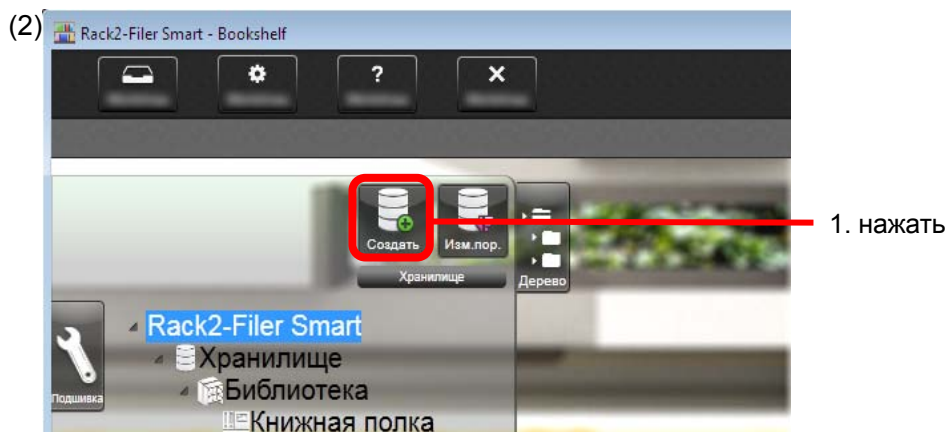 (2)
Rack2-Filer Smart - Bookshelf
?
Создать
Изм.пор.
Хранилище
Дерево
1. нажать
Подшивка
Rack2-Filer Smart
Хранилище
Библиотека
Книжная полка